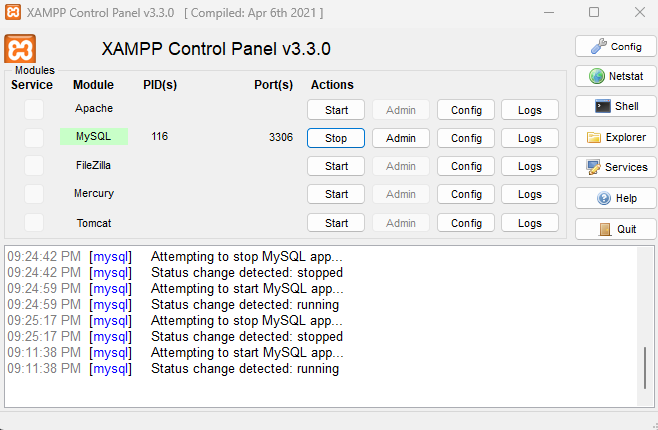 XAMPP Control Panel v3.3.0 [ Compiled: Apr 6th 2021 ]
XAMPP Control Panel v3.3.0
Modules
Service Module PID(s) Port(s) Actions
Apache Start Admin Config Logs
MySQL 116 3306 Stop Admin Config Logs
FileZilla Start Admin Config Logs
Mercury Start Admin Config Logs
Tomcat Start Admin Config Logs
Config
Netstat
Shell
Explorer
Services
Help
Quit
09:24:42 PM [mysql] Attempting to stop MySQL app...
09:24:42 PM [mysql] Status change detected: stopped
09:24:59 PM [mysql] Attempting to start MySQL app...
09:24:59 PM [mysql] Status change detected: running
09:25:17 PM [mysql] Attempting to stop MySQL app...
09:25:17 PM [mysql] Status change detected: stopped
09:11:38 PM [mysql] Attempting to start MySQL app...
09:11:38 PM [mysql] Status change detected: running